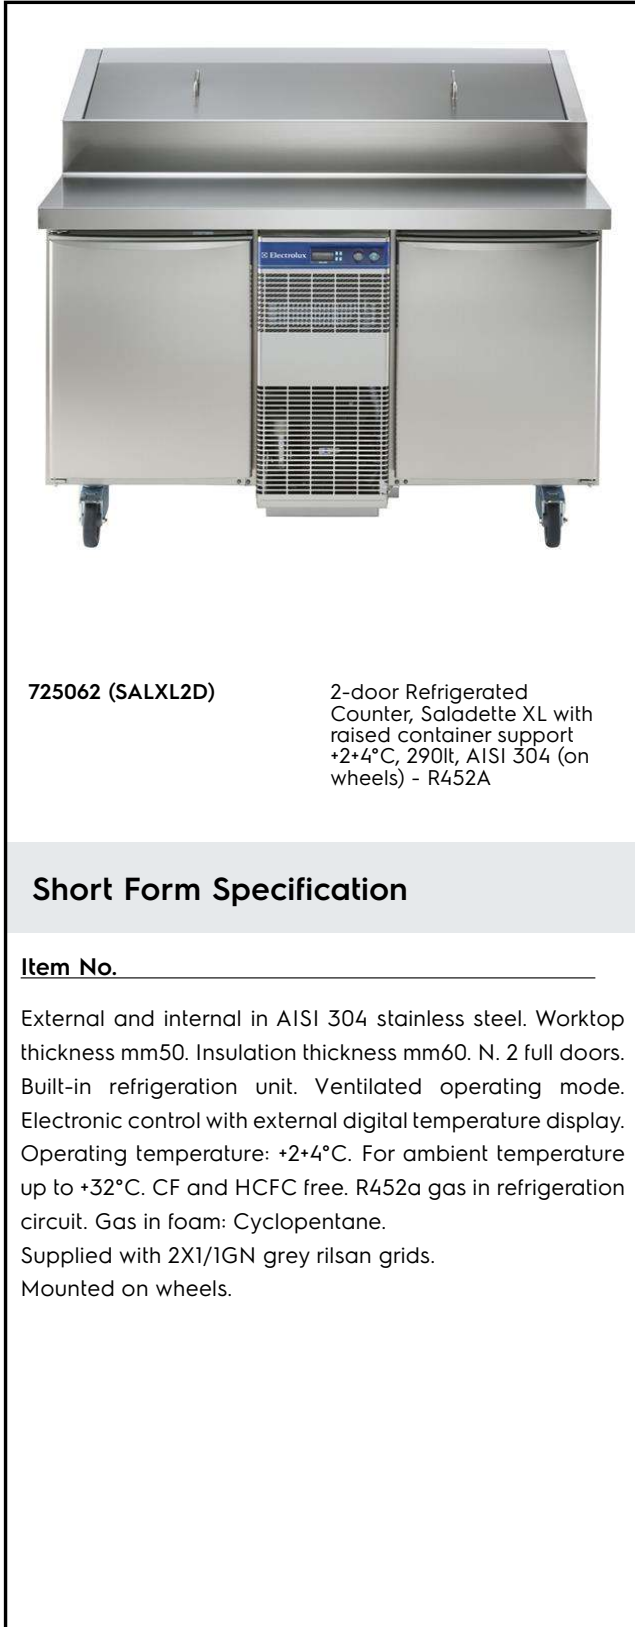 Electrolux
725062 (SALXL2D)
2-door Refrigerated
Counter, Saladette XL with
raised container support
+2+4°C, 290lt, AISI 304 (on
wheels) - R452A
Short Form Specification
Item No.
External and internal in AISI 304 stainless steel. Worktop
thickness mm50. Insulation thickness mm60. N. 2 full doors.
Built-in refrigeration unit. Ventilated operating mode.
Electronic control with external digital temperature display.
Operating temperature: +2+4°C. For ambient temperature
up to +32°C. CF and HCFC free. R452a gas in refrigeration
circuit. Gas in foam: Cyclopentane.
Supplied with 2X1/1GN grey rilsan grids.
Mounted on wheels.